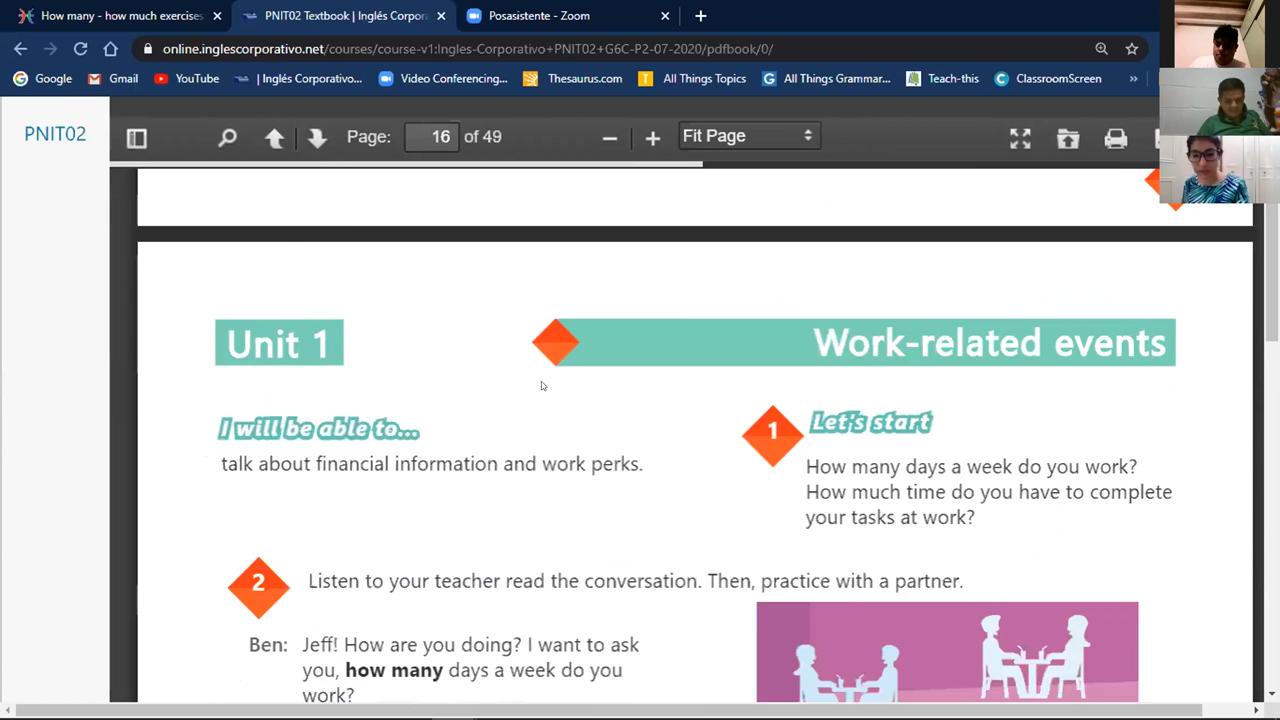 How many - how much exercises
PNIT02 Textbook | Inglés Corpora
Posasistente - Zoom
online.inglescorporativo.net/courses/course-v1:Ingles-Corporativo+PNIT02+G6C-P2-07-2020/pdfbook/0/
Google
Gmail
YouTube
| Inglés Corporativo...
Video Conferencing...
Thesaurus.com
All Things Topics
All Things Grammar...
Teach-this
ClassroomScreen
»
PNIT02
Page: 16 of 49
Fit Page
Unit 1
Work-related events
I will be able to...
talk about financial information and work perks.
1
Let's start
How many days a week do you work?
How much time do you have to complete
your tasks at work?
2
Listen to your teacher read the conversation. Then, practice with a partner.
Ben: Jeff! How are you doing? I want to ask
you, how many days a week do you
work?